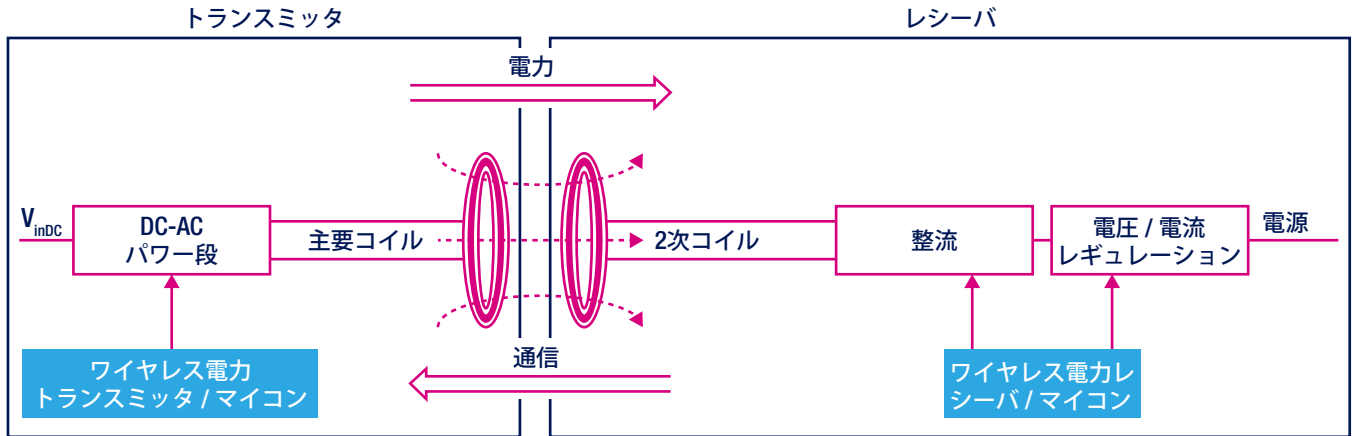 トランスミッタ
レシーバ
電力
VinDC
DC-AC
パワー段
主要コイル
2次コイル
整流
電圧 / 電流
レギュレーション
電源
通信
ワイヤレス電力
トランスミッタ / マイコン
ワイヤレス電力レ
シーバ / マイコン